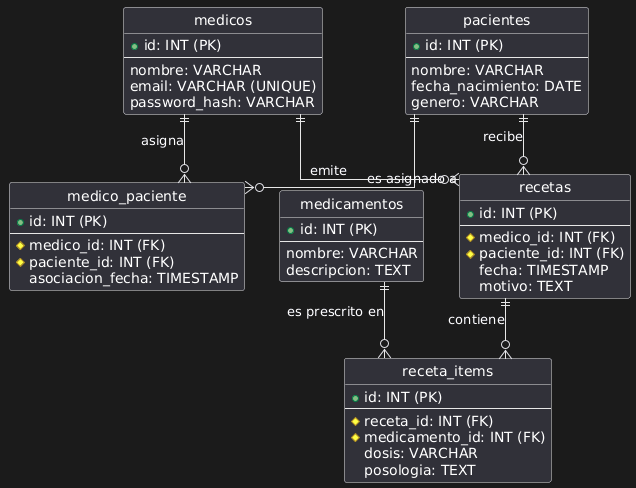 medicos
id: INT (PK)
nombre: VARCHAR
email: VARCHAR (UNIQUE)
password_hash: VARCHAR
pacientes
id: INT (PK)
nombre: VARCHAR
fecha_nacimiento: DATE
genero: VARCHAR
asigna
emite
es asignado a
recibe
medico_paciente
id: INT (PK)
medico_id: INT (FK)
paciente_id: INT (FK)
asociacion_fecha: TIMESTAMP
medicamentos
id: INT (PK)
nombre: VARCHAR
descripcion: TEXT
recetas
id: INT (PK)
medico_id: INT (FK)
paciente_id: INT (FK)
fecha: TIMESTAMP
motivo: TEXT
es prescrito en
contiene
receta_items
id: INT (PK)
receta_id: INT (FK)
medicamento_id: INT (FK)
dosis: VARCHAR
posologia: TEXT